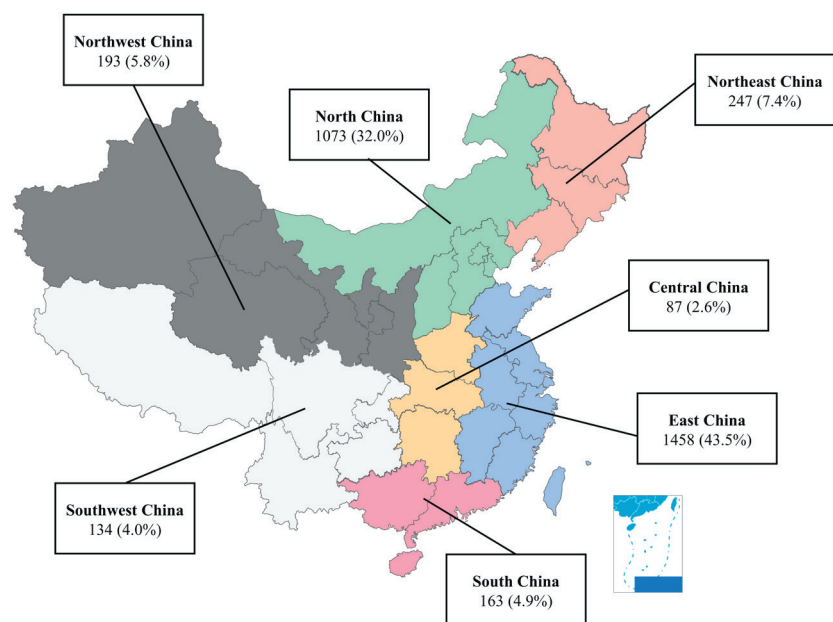 Northwest China
193 (5.8%)
Northeast China
247 (7.4%)
North China
1073 (32.0%)
Central China
87 (2.6%)
East China
1458 (43.5%)
Southwest China
134 (4.0%)
South China
163 (4.9%)